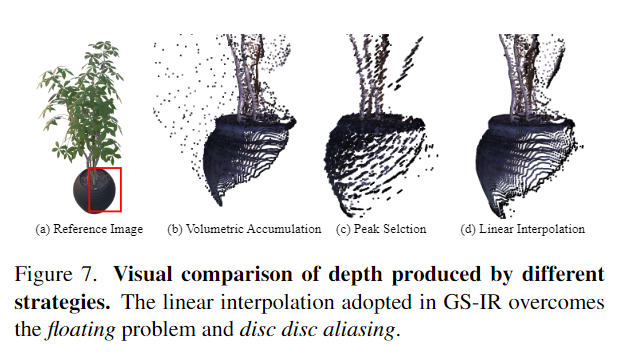 (a) Reference Image (b) Volumetric Accumulation (c) Peak Selction (d) Linear Interpolation
Figure 7. Visual comparison of depth produced by different
strategies. The linear interpolation adopted in GS-IR overcomes
the floating problem and disc disc aliasing.